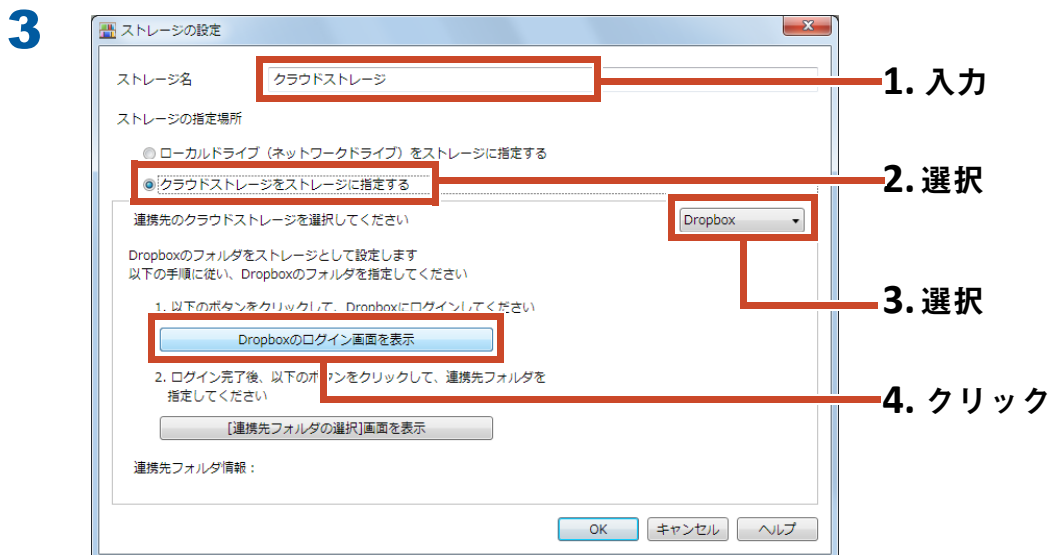 3
ストレージの設定
ストレージ名
クラウドストレージ
1. 入力
ストレージの指定場所
ローカルドライブ（ネットワークドライブ）をストレージに指定する
クラウドストレージをストレージに指定する
2. 選択
連携先のクラウドストレージを選択してください
Dropbox
Dropboxのフォルダをストレージとして設定します
以下の手順に従い、Dropboxのフォルダを指定してください
3. 選択
1. 以下のボタンをクリックして、Dropboxにログインしてください
Dropboxのログイン画面を表示
2. ログイン完了後、以下のボタンをクリックして、連携先フォルダを
指定してください
4. クリック
[連携先フォルダの選択]画面を表示
連携先フォルダ情報：
OK
キャンセル
ヘルプ